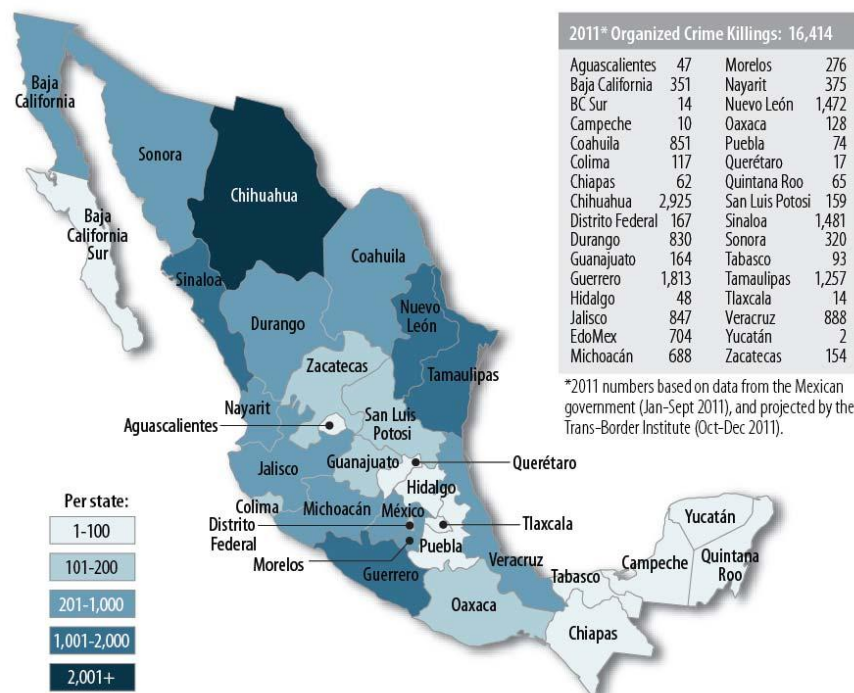 Baja
California
Sonora
Chihuahua
Baja
California
Sur
Coahuila
Sinaloa
Nuevo
León
Durango
Zacatecas
Tamaulipas
Nayarit
San Luis
Potosi
Aguascalientes
Guanajuato
Querétaro
Jalisco
Hidalgo
Colima
Michoacán
México
Distrito
Federal
Tlaxcala
Puebla
Morelos
Veracruz
Guerrero
Oaxaca
Tabasco
Campeche
Yucatán
Quintana
Roo
Chiapas
Per state:
1-100
101-200
201-1,000
1,001-2,000
2,001+
2011* Organized Crime Killings: 16,414
Aguascalientes 47 Morelos 276
Baja California 351 Nayarit 375
BC Sur 14 Nuevo León 1,472
Campeche 10 Oaxaca 128
Coahuila 851 Puebla 74
Colima 117 Querétaro 17
Chiapas 62 Quintana Roo 65
Chihuahua 2,925 San Luis Potosi 159
Distrito Federal 167 Sinaloa 1,481
Durango 830 Sonora 320
Guanajuato 164 Tabasco 93
Guerrero 1,813 Tamaulipas 1,257
Hidalgo 48 Tlaxcala 14
Jalisco 847 Veracruz 888
EdoMex 704 Yucatán 2
Michoacán 688 Zacatecas 154
*2011 numbers based on data from the Mexican
government (Jan-Sept 2011), and projected by the
Trans-Border Institute (Oct-Dec 2011).